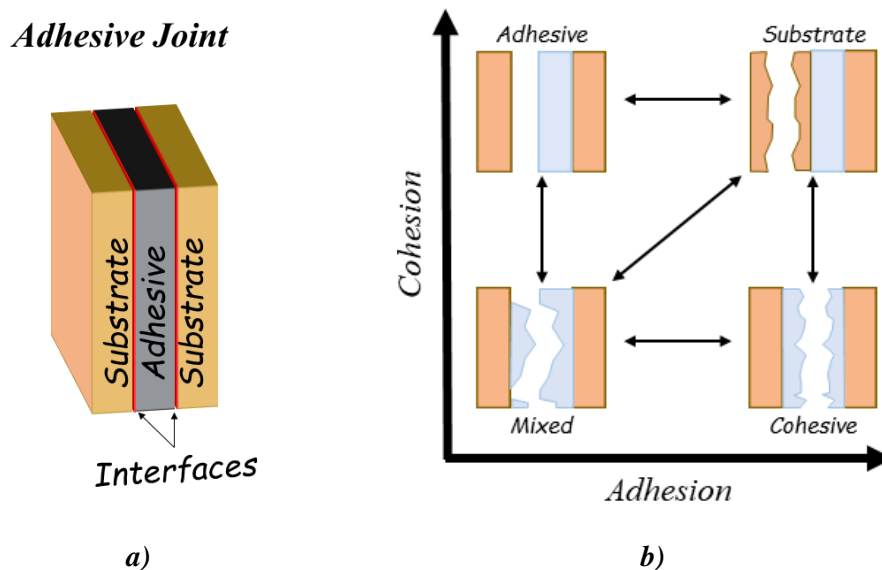 Adhesive Joint
Substrate
Adhesive
Substrate
Interfaces
a)
Cohesion
Adhesive
Substrate
Mixed
Cohesive
Adhesion
b)